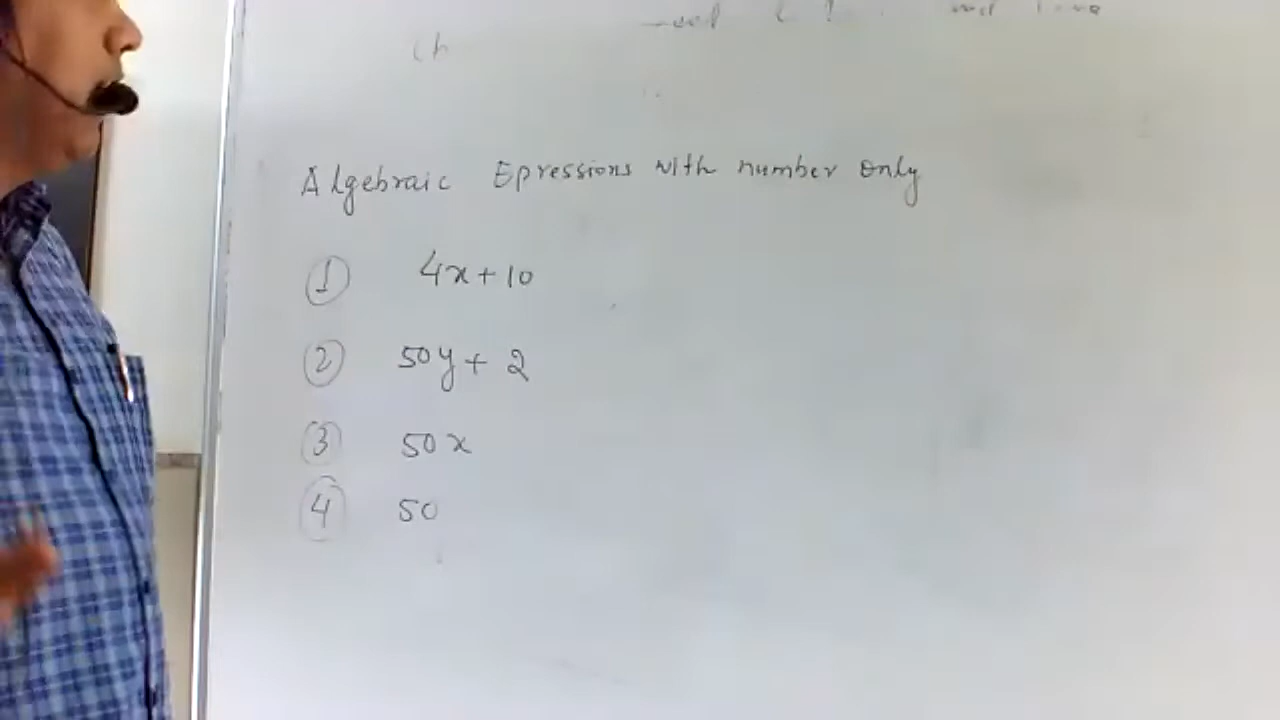 Algebraic Epressions with number only
① 4x+10
② 50y+ 2
③ 50x
④ 50